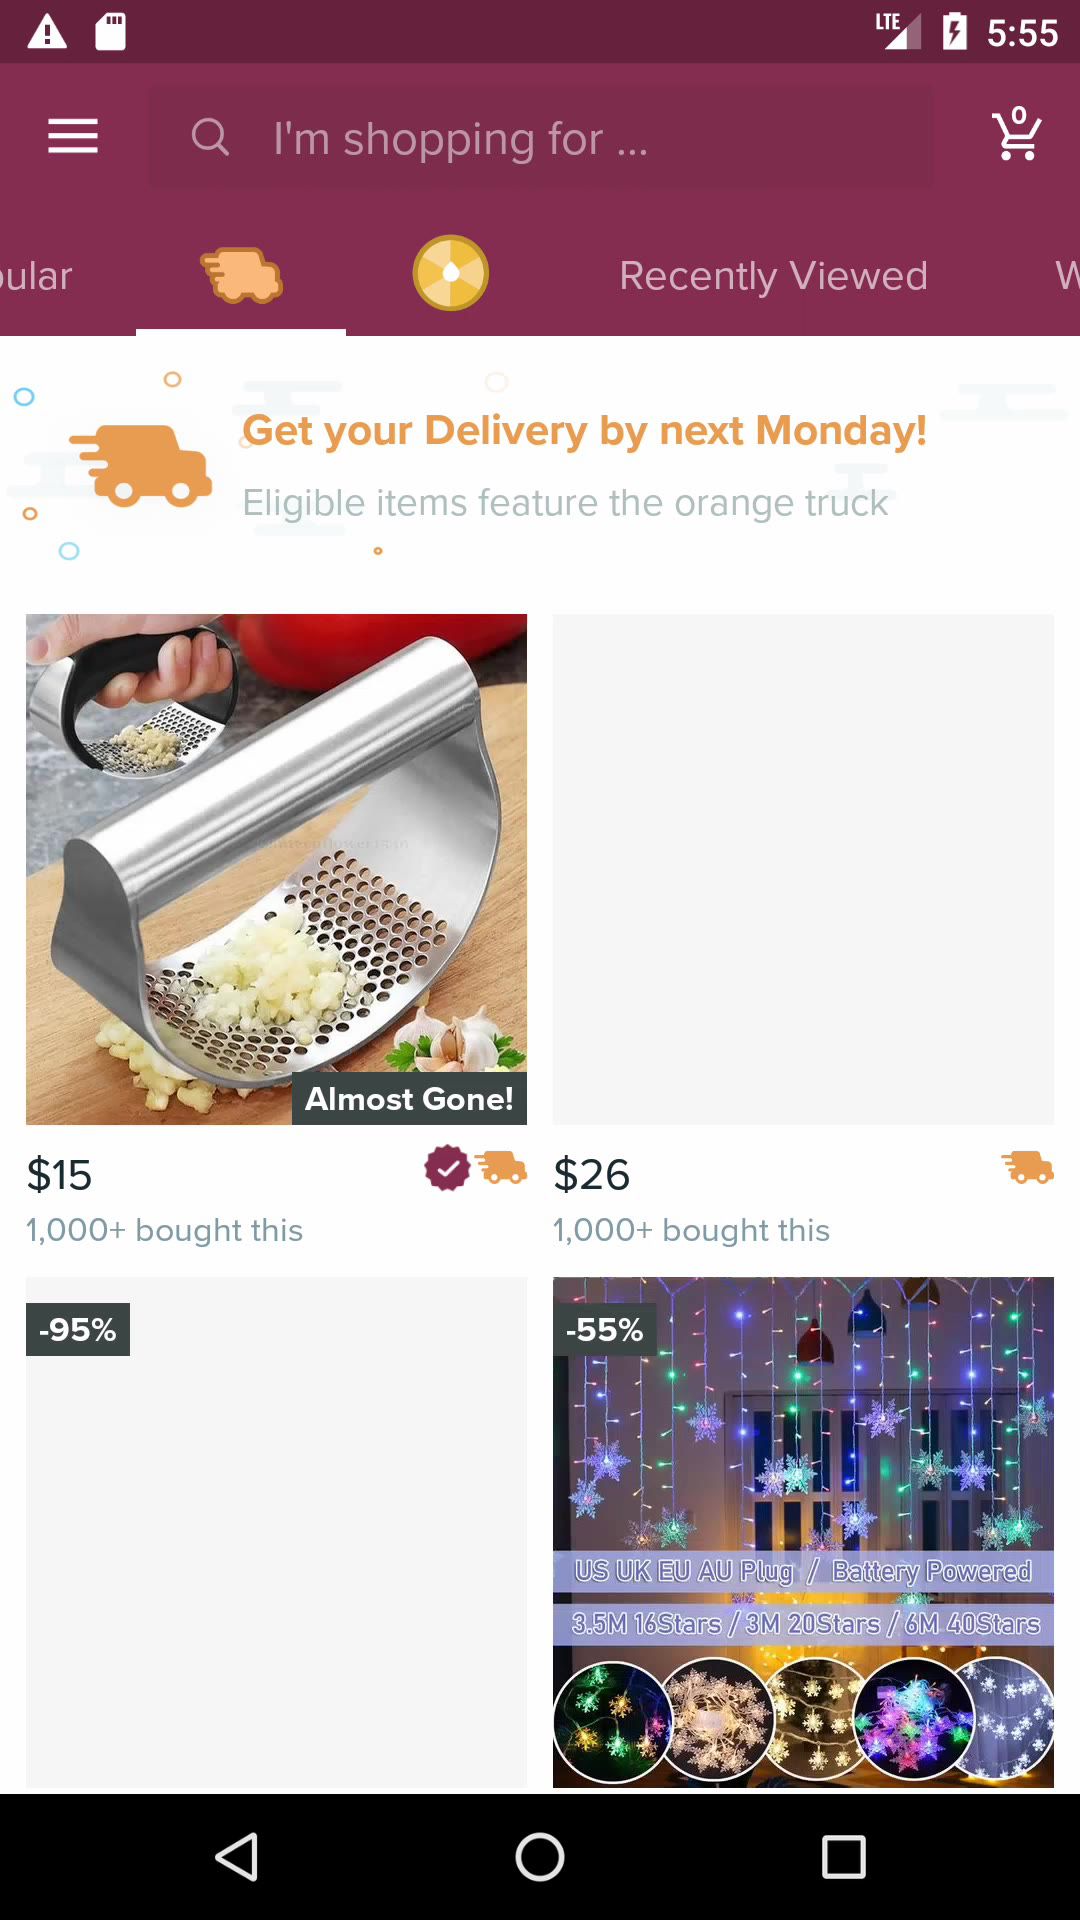 LTE 5:55
I'm shopping for ...
0
pular
Recently Viewed
W
Get your Delivery by next Monday!
Eligible items feature the orange truck
Almost Gone!
$15
$26
1,000+ bought this
1,000+ bought this
-95%
-55%
US UK EU AU Plug / Battery Powered
3.5M 16Stars / 3M 20Stars / 6M 40Stars